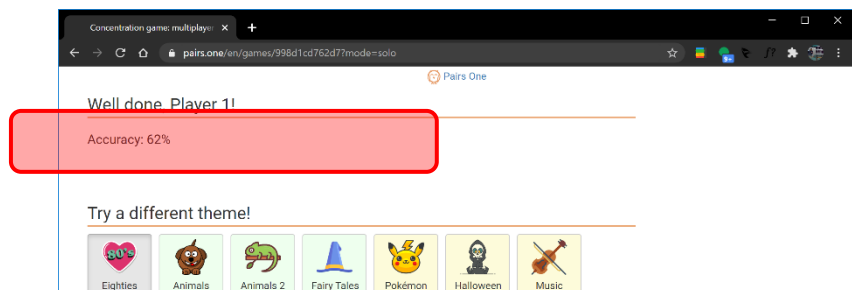 Concentration game: multiplayer
pairs.one/en/games/998d1cd762d7?mode=solo
9+
f?
Pairs One
Well done, Player 1!
Accuracy: 62%
Try a different theme!
80's
Eighties Animals Animals 2 Fairy Tales Pokémon Halloween Music